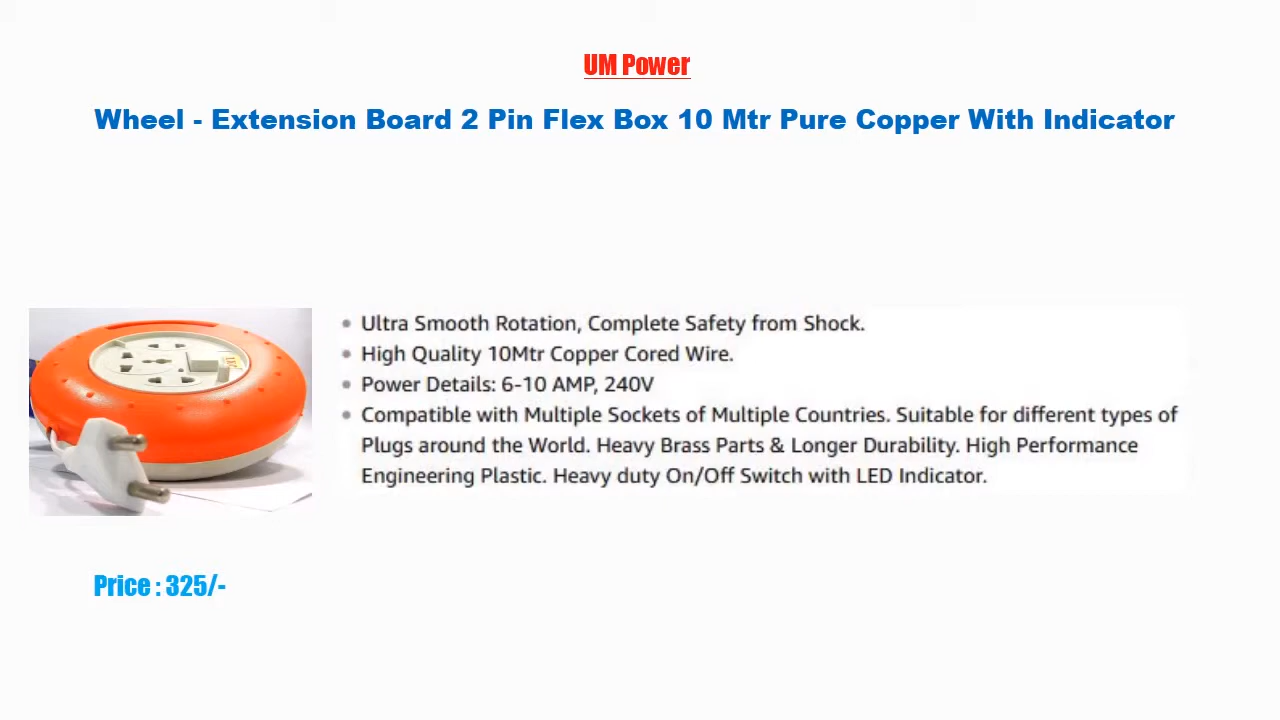 UM Power
Wheel - Extension Board 2 Pin Flex Box 10 Mtr Pure Copper With Indicator
• Ultra Smooth Rotation, Complete Safety from Shock.
• High Quality 10Mtr Copper Cored Wire.
• Power Details: 6-10 AMP, 240V
• Compatible with Multiple Sockets of Multiple Countries. Suitable for different types of
Plugs around the World. Heavy Brass Parts & Longer Durability. High Performance
Engineering Plastic. Heavy duty On/Off Switch with LED Indicator.
Price : 325/-